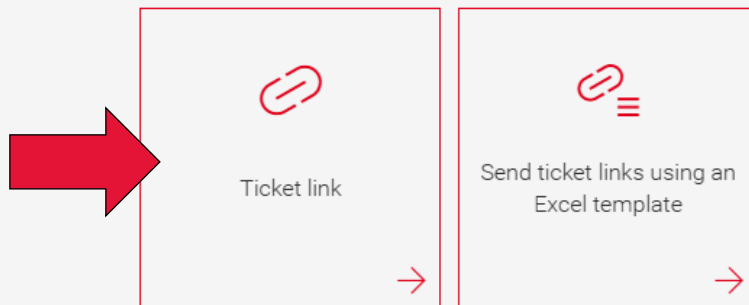 Ticket link
Send ticket links using an
Excel template